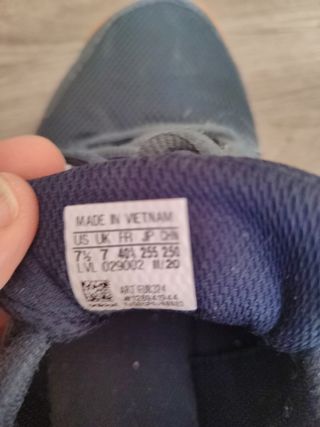 MADE IN VIETNAM
US UK FR JP CHN
7½ 7 40⅔ 255 250
LVL 029002 III/20
ART